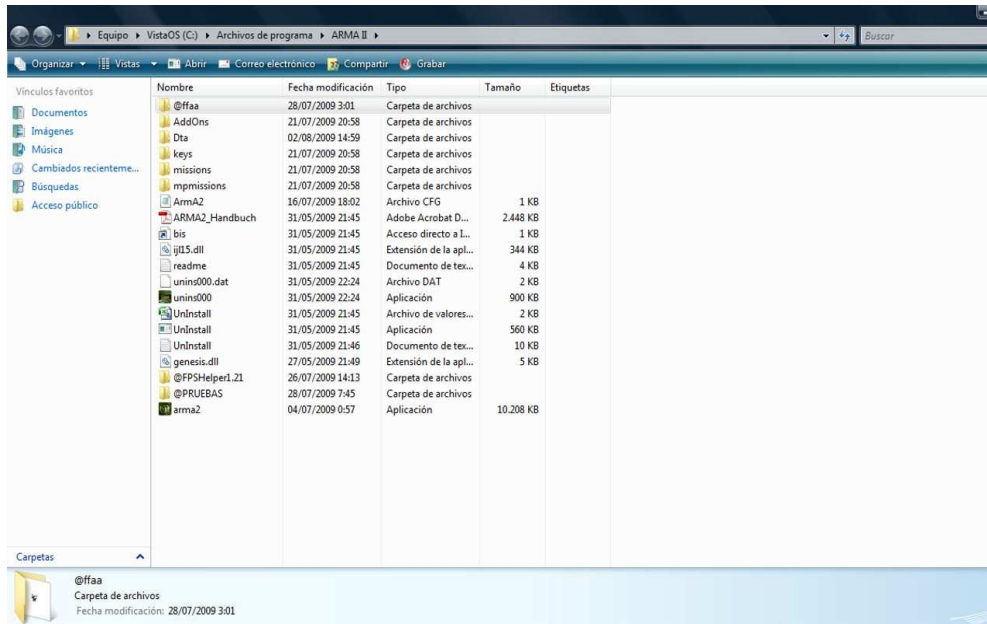 Equipo ▸ VistaOS (C:) ▸ Archivos de programa ▸ ARMA II ▸ Buscar
Organizar Vistas Abrir Correo electrónico Compartir Grabar
Vínculos favoritos
Documentos
Imágenes
Música
Cambiados recienteme...
Búsquedas
Acceso público
Nombre Fecha modificación Tipo Tamaño Etiquetas
@ffaa 28/07/2009 3:01 Carpeta de archivos
AddOns 21/07/2009 20:58 Carpeta de archivos
Dta 02/08/2009 14:59 Carpeta de archivos
keys 21/07/2009 20:58 Carpeta de archivos
missions 21/07/2009 20:58 Carpeta de archivos
mpmissions 21/07/2009 20:58 Carpeta de archivos
ArmA2 16/07/2009 18:02 Archivo CFG 1 KB
ARMA2_Handbuch 31/05/2009 21:45 Adobe Acrobat D... 2.448 KB
bis 31/05/2009 21:45 Acceso directo a I... 1 KB
ijl15.dll 31/05/2009 21:45 Extensión de la apl... 344 KB
readme 31/05/2009 21:45 Documento de tex... 4 KB
unins000.dat 31/05/2009 22:24 Archivo DAT 2 KB
unins000 31/05/2009 22:24 Aplicación 900 KB
UnInstall 31/05/2009 21:45 Archivo de valores... 2 KB
UnInstall 31/05/2009 21:45 Aplicación 560 KB
UnInstall 31/05/2009 21:46 Documento de tex... 10 KB
genesis.dll 27/05/2009 21:49 Extensión de la apl... 5 KB
@FPSHelper1.21 26/07/2009 14:13 Carpeta de archivos
@PRUEBAS 28/07/2009 7:45 Carpeta de archivos
arma2 04/07/2009 0:57 Aplicación 10.208 KB
Carpetas
@ffaa
Carpeta de archivos
Fecha modificación: 28/07/2009 3:01